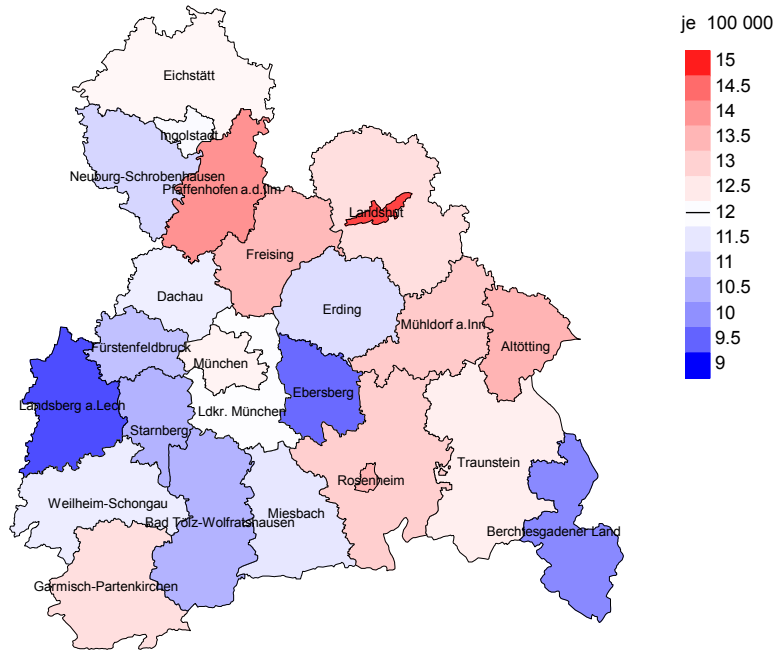 je 100 000
15
14.5
14
13.5
13
12.5
12
11.5
11
10.5
10
9.5
9
Eichstätt
Ingolstadt
Neuburg-Schrobenhausen
Pfaffenhofen a.d.Ilm
Landshut
Freising
Dachau
Erding
Mühldorf a.Inn
Altötting
Fürstenfeldbruck
München
Ebersberg
Landsberg a.Lech
Ldkr. München
Starnberg
Traunstein
Rosenheim
Weilheim-Schongau
Miesbach
Bad Tölz-Wolfratshausen
Berchtesgadener Land
Garmisch-Partenkirchen